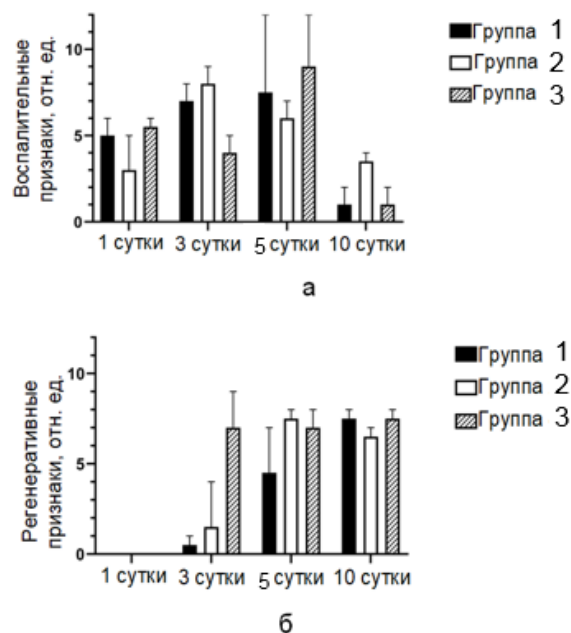 Воспалительные
признаки, отн. ед.
10
5
0
1 сутки
3 сутки
5 сутки
10 сутки
Группа 1
Группа 2
Группа 3
а
Регенеративные
признаки, отн. ед.
10
5
0
1 сутки
3 сутки
5 сутки
10 сутки
Группа 1
Группа 2
Группа 3
б